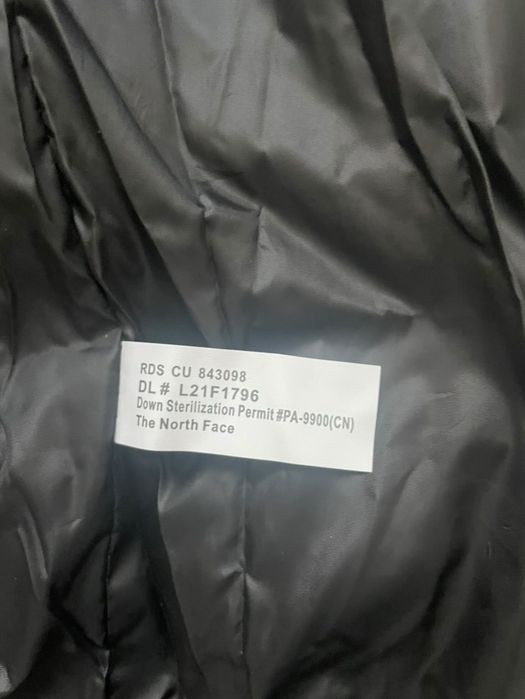 RDS CU 843098
DL# L21F1796
Down Sterilization Permit #PA-9900(CN)
The North Face